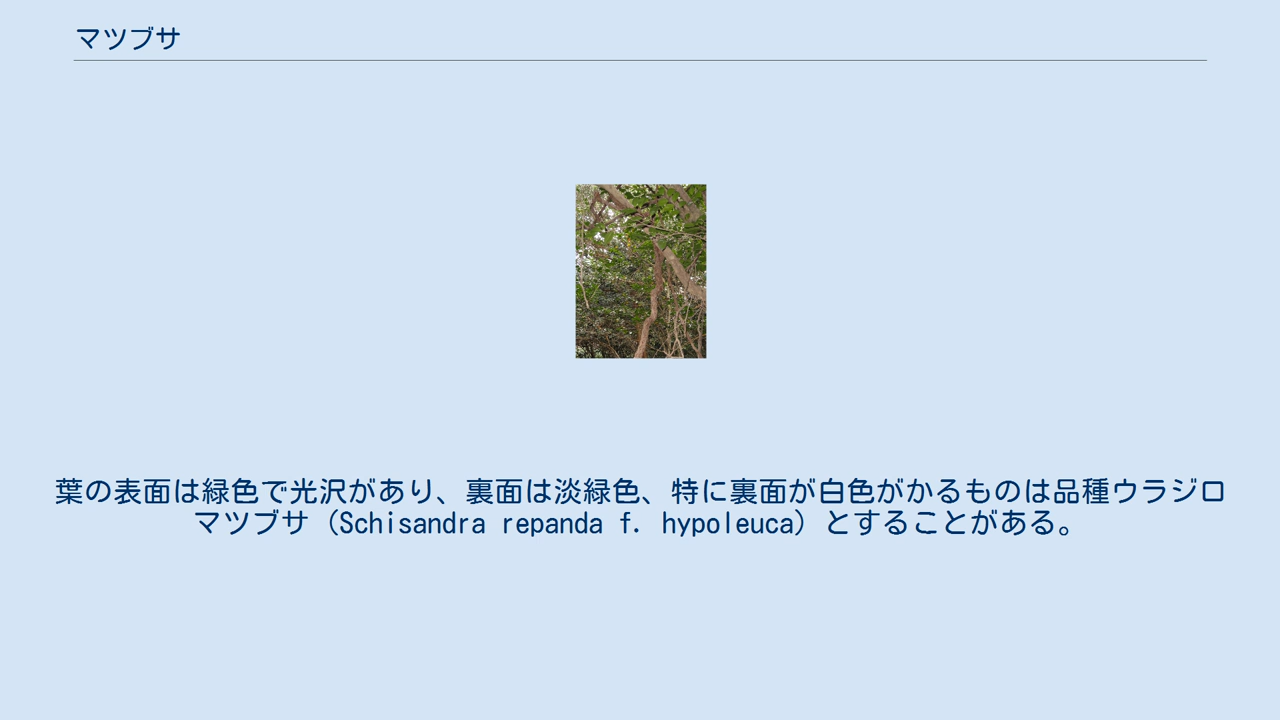 マツブサ
葉の表面は緑色で光沢があり、裏面は淡緑色、特に裏面が白色がかるものは品種ウラジロ
マツブサ（Schisandra repanda f. hypoleuca）とすることがある。